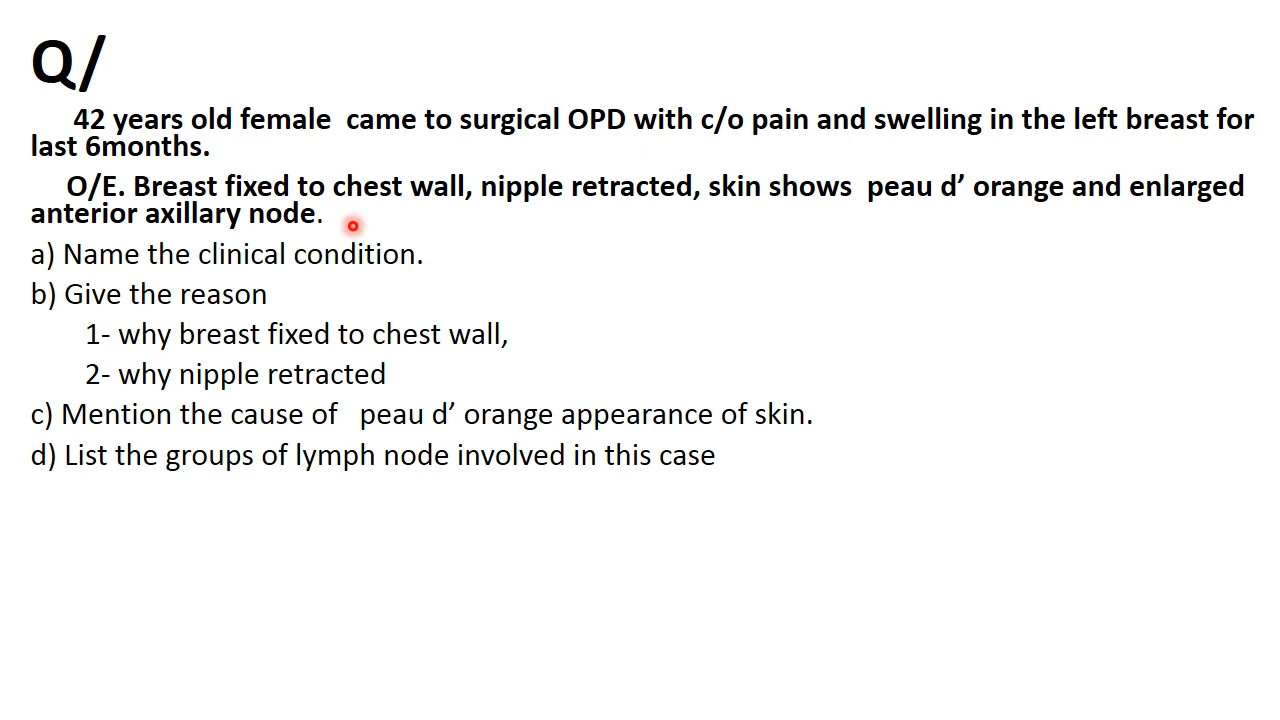 Q/
42 years old female came to surgical OPD with c/o pain and swelling in the left breast for
last 6months.
O/E. Breast fixed to chest wall, nipple retracted, skin shows peau d’ orange and enlarged
anterior axillary node.
a) Name the clinical condition.
b) Give the reason
1- why breast fixed to chest wall,
2- why nipple retracted
c) Mention the cause of peau d’ orange appearance of skin.
d) List the groups of lymph node involved in this case